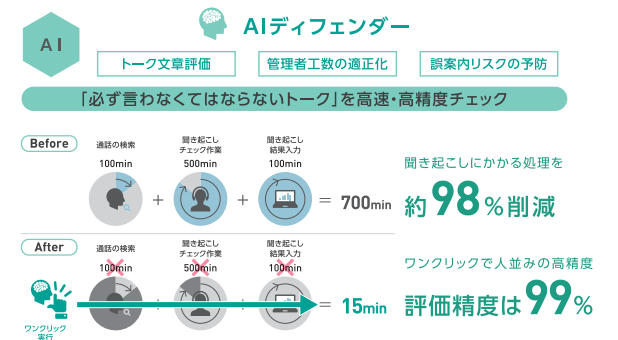 AI
AIディフェンダー
トーク文章評価
管理者工数の適正化
誤案内リスクの予防
「必ず言わなくてはならないトーク」を高速・高精度チェック
Before
通話の検索
100min
聞き起こし
チェック作業
500min
聞き起こし
結果入力
100min
+
+
= 700min
聞き起こしにかかる処理を
約98%削減
After
通話の検索
100min
聞き起こし
チェック作業
500min
聞き起こし
結果入力
100min
+
+
= 15min
ワンクリック
実行
ワンクリックで人並みの高精度
評価精度は99%